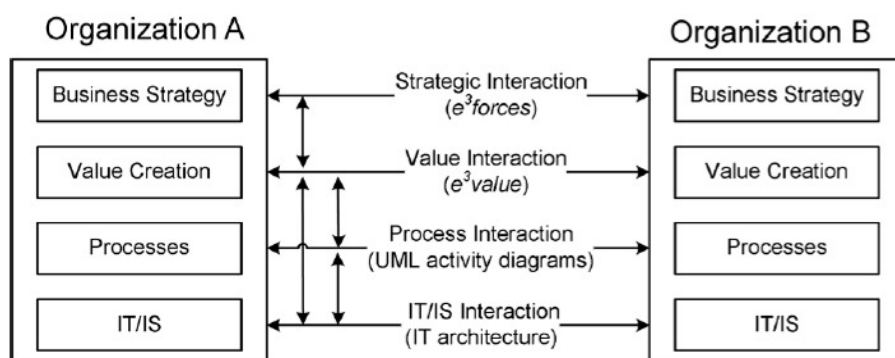 Organization A
Organization B
Business Strategy
Strategic Interaction
(e³forces)
Business Strategy
Value Creation
Value Interaction
(e³value)
Value Creation
Processes
Process Interaction
(UML activity diagrams)
Processes
IT/IS
IT/IS Interaction
(IT architecture)
IT/IS